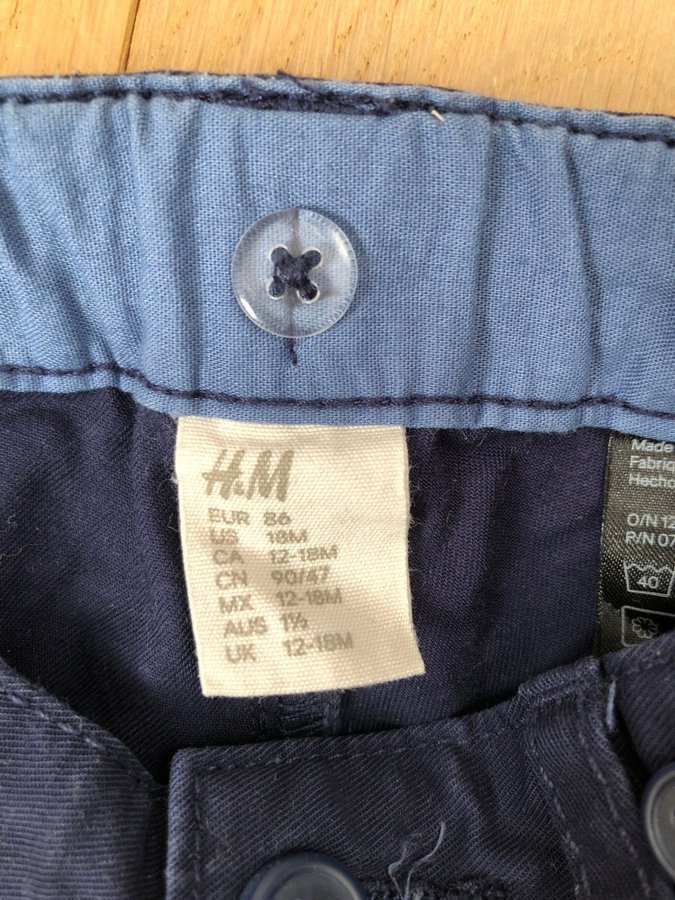 H&M
EUR 86
US 18M
CA 12-18M
CN 90/47
MX 12-18M
AUS 1½
UK 12-18M
Made
Fabriq
Hecho
O/N 12
P/N 07
40